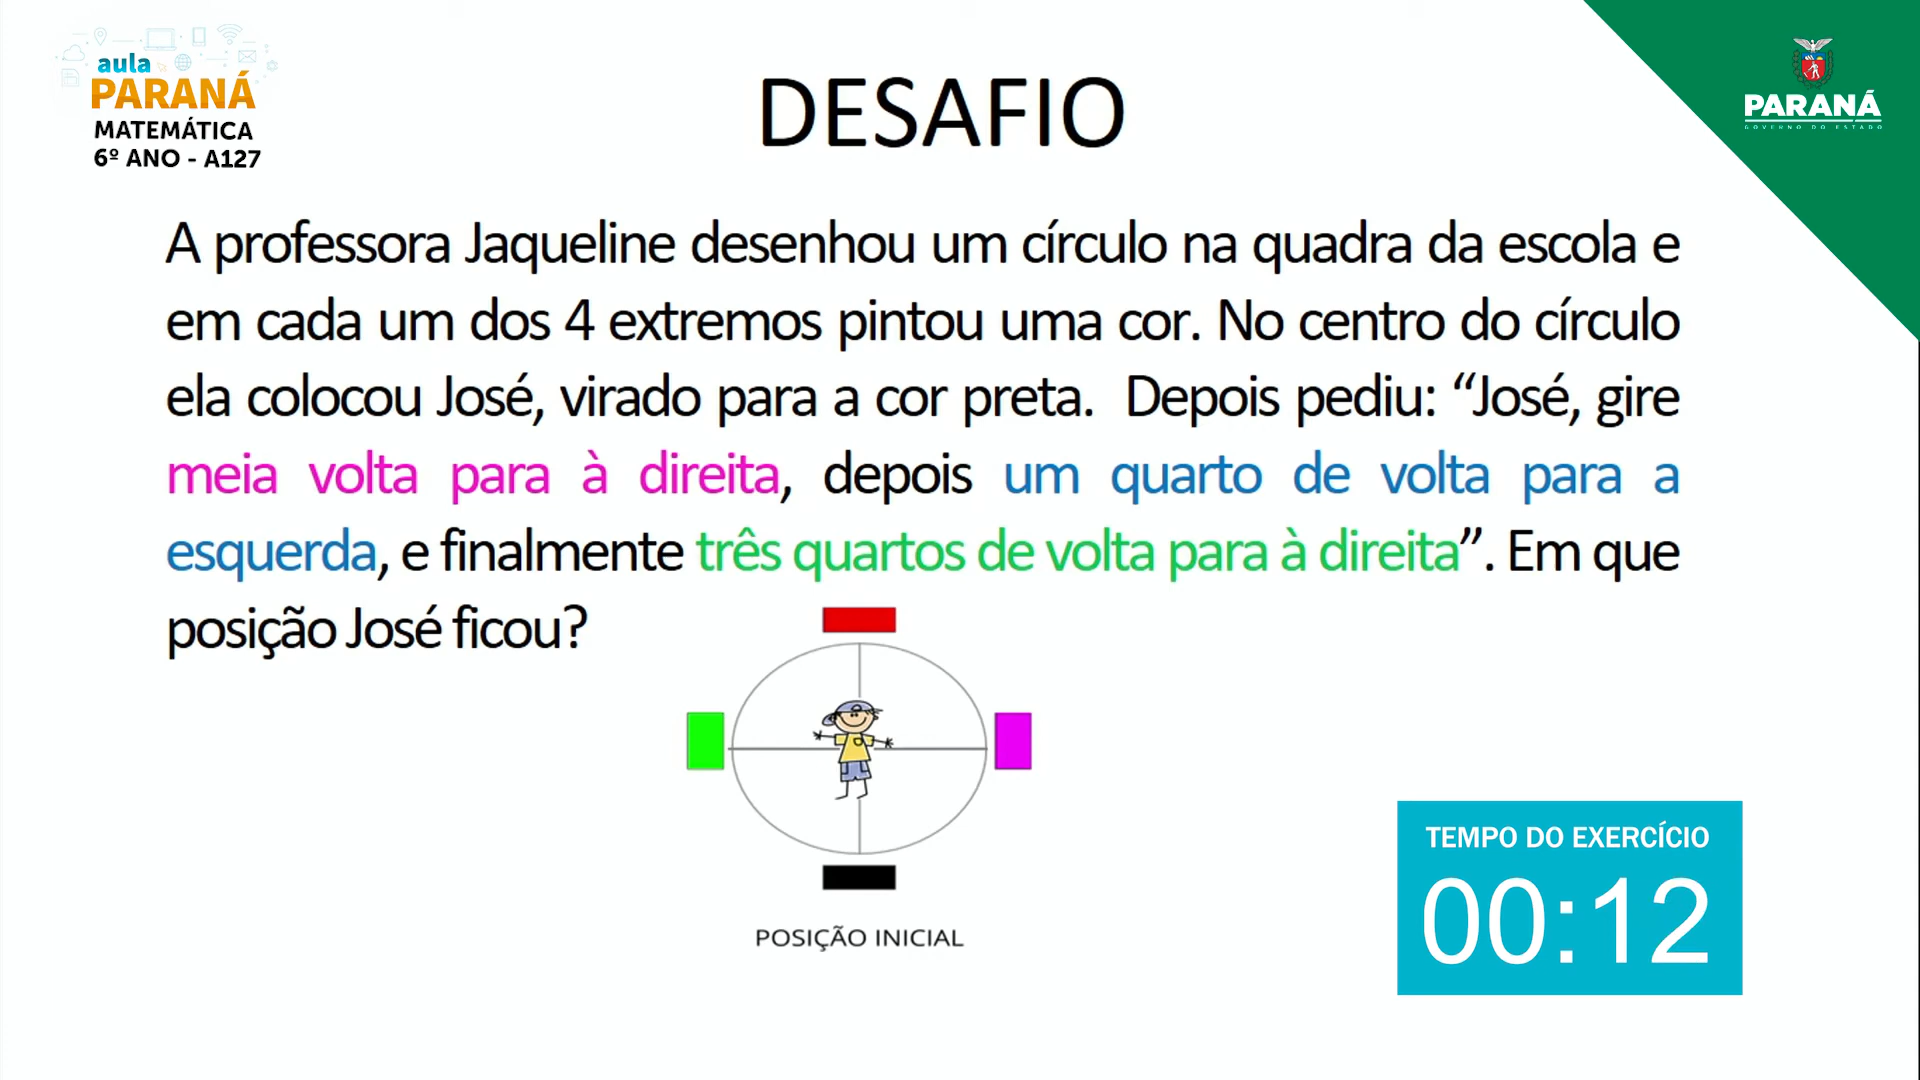 aula
PARANÁ
MATEMÁTICA
6º ANO - A127
PARANÁ
GOVERNO DO ESTADO
DESAFIO
A professora Jaqueline desenhou um círculo na quadra da escola e
em cada um dos 4 extremos pintou uma cor. No centro do círculo
ela colocou José, virado para a cor preta. Depois pediu: “José, gire
meia volta para à direita, depois um quarto de volta para a
esquerda, e finalmente três quartos de volta para à direita”. Em que
posição José ficou?
POSIÇÃO INICIAL
TEMPO DO EXERCÍCIO
00:12